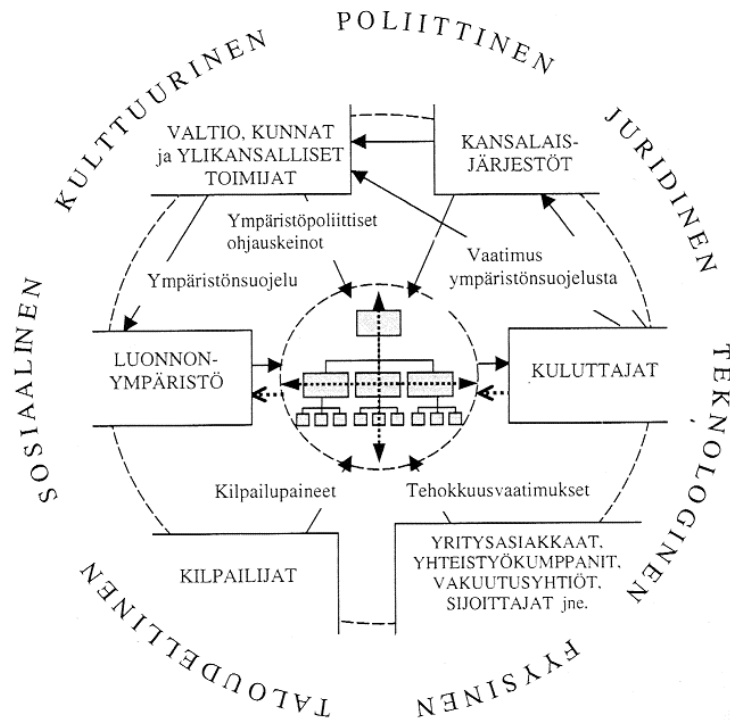 KULTTUURINEN
POLIITTINEN
JURIDINEN
VALTIO, KUNNAT
ja YLIKANSALLISET
TOIMIJAT
KANSALAIS-
JÄRJESTÖT
Ympäristöpoliittiset
ohjauskeinot
Vaatimus
ympäristönsuojelusta
Ympäristönsuojelu
SOSIAALINEN
LUONNON-
YMPÄRISTÖ
KULUTTAJAT
TEKNOLOGINEN
Kilpailupaineet
Tehokkuusvaatimukset
KILPAILIJAT
YRITYSASIAKKAAT,
YHTEISTYÖKUMPPANIT,
VAKUUTUSYHTIÖT,
SIJOITTAJAT jne.
TALOUDELLINEN
FYYSINEN